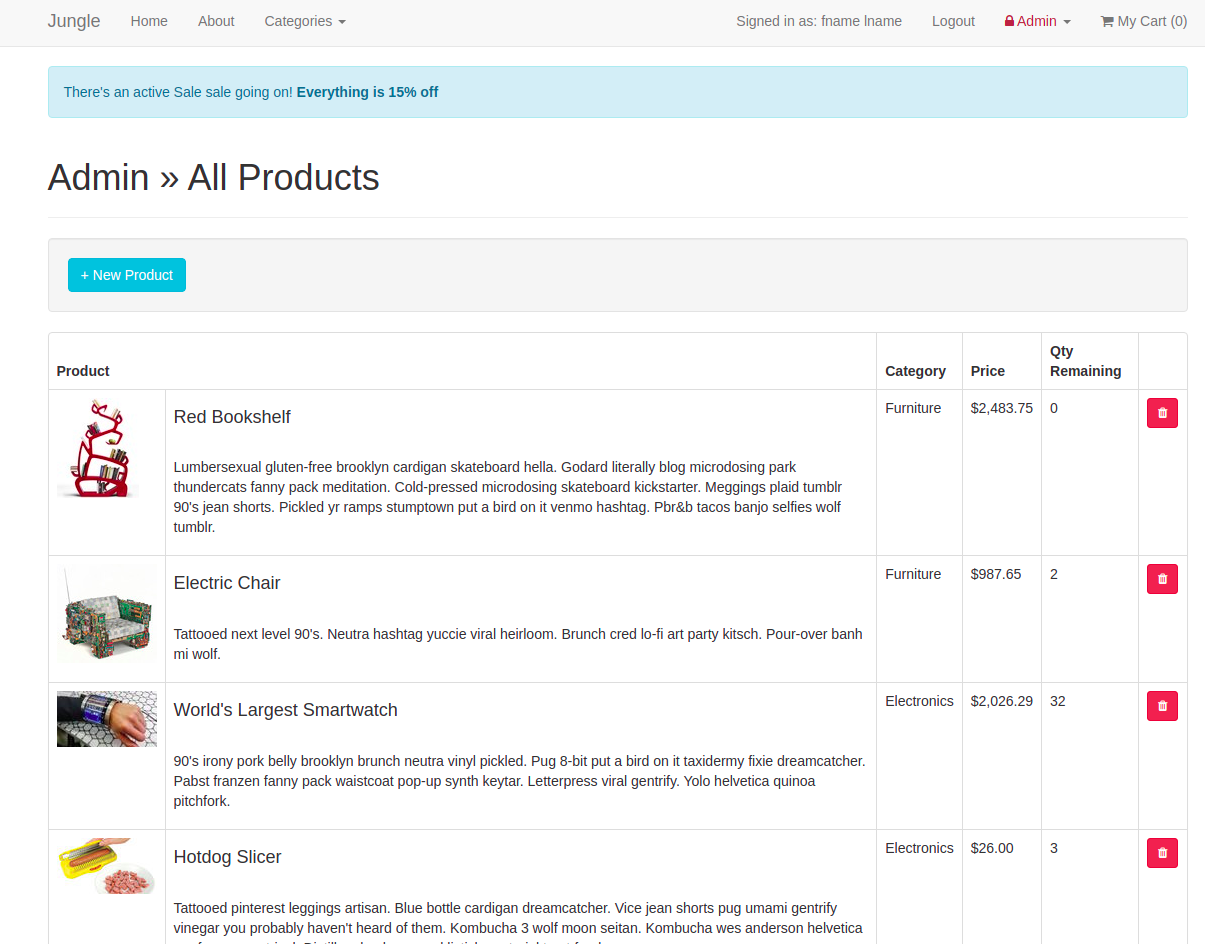 Jungle Home About Categories Signed in as: fname lname Logout Admin My Cart (0)
There's an active Sale sale going on! Everything is 15% off
Admin » All Products
+ New Product
Product Category Price Qty Remaining
Red Bookshelf Furniture $2,483.75 0
Lumbersexual gluten-free brooklyn cardigan skateboard hella. Godard literally blog microdosing park
thundercats fanny pack meditation. Cold-pressed microdosing skateboard kickstarter. Meggings plaid tumblr
90's jean shorts. Pickled yr ramps stumptown put a bird on it venmo hashtag. Pbr&b tacos banjo selfies wolf
tumblr.
Electric Chair Furniture $987.65 2
Tattooed next level 90's. Neutra hashtag yuccie viral heirloom. Brunch cred lo-fi art party kitsch. Pour-over banh
mi wolf.
World's Largest Smartwatch Electronics $2,026.29 32
90's irony pork belly brooklyn brunch neutra vinyl pickled. Pug 8-bit put a bird on it taxidermy fixie dreamcatcher.
Pabst franzen fanny pack waistcoat pop-up synth keytar. Letterpress viral gentrify. Yolo helvetica quinoa
pitchfork.
Hotdog Slicer Electronics $26.00 3
Tattooed pinterest leggings artisan. Blue bottle cardigan dreamcatcher. Vice jean shorts pug umami gentrify
vinegar you probably haven't heard of them. Kombucha 3 wolf moon seitan. Kombucha wes anderson helvetica